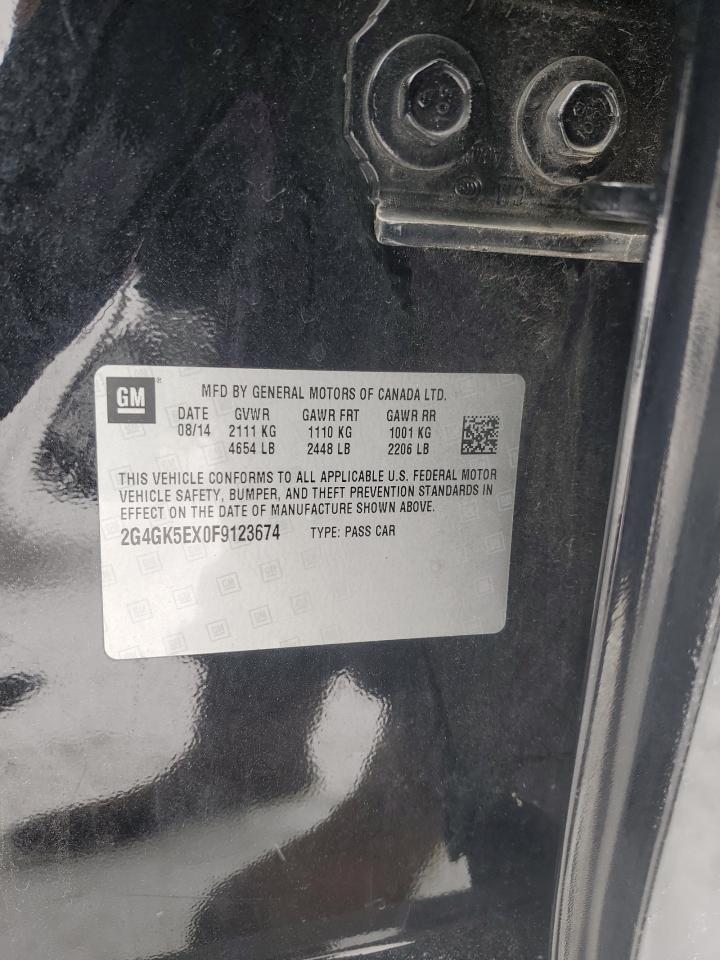 GM
MFD BY GENERAL MOTORS OF CANADA LTD.
DATE GVWR GAWR FRT GAWR RR
08/14 2111 KG 1110 KG 1001 KG
4654 LB 2448 LB 2206 LB
THIS VEHICLE CONFORMS TO ALL APPLICABLE U.S. FEDERAL MOTOR
VEHICLE SAFETY, BUMPER, AND THEFT PREVENTION STANDARDS IN
EFFECT ON THE DATE OF MANUFACTURE SHOWN ABOVE.
2G4GK5EX0F9123674 TYPE: PASS CAR